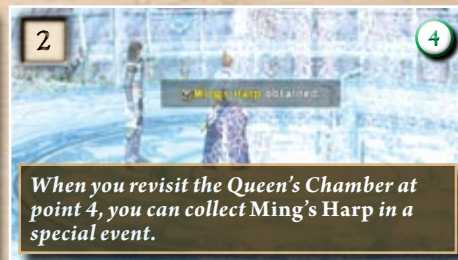 2
4
Ming's Harp obtained.
When you revisit the Queen's Chamber at
point 4, you can collect Ming's Harp in a
special event.